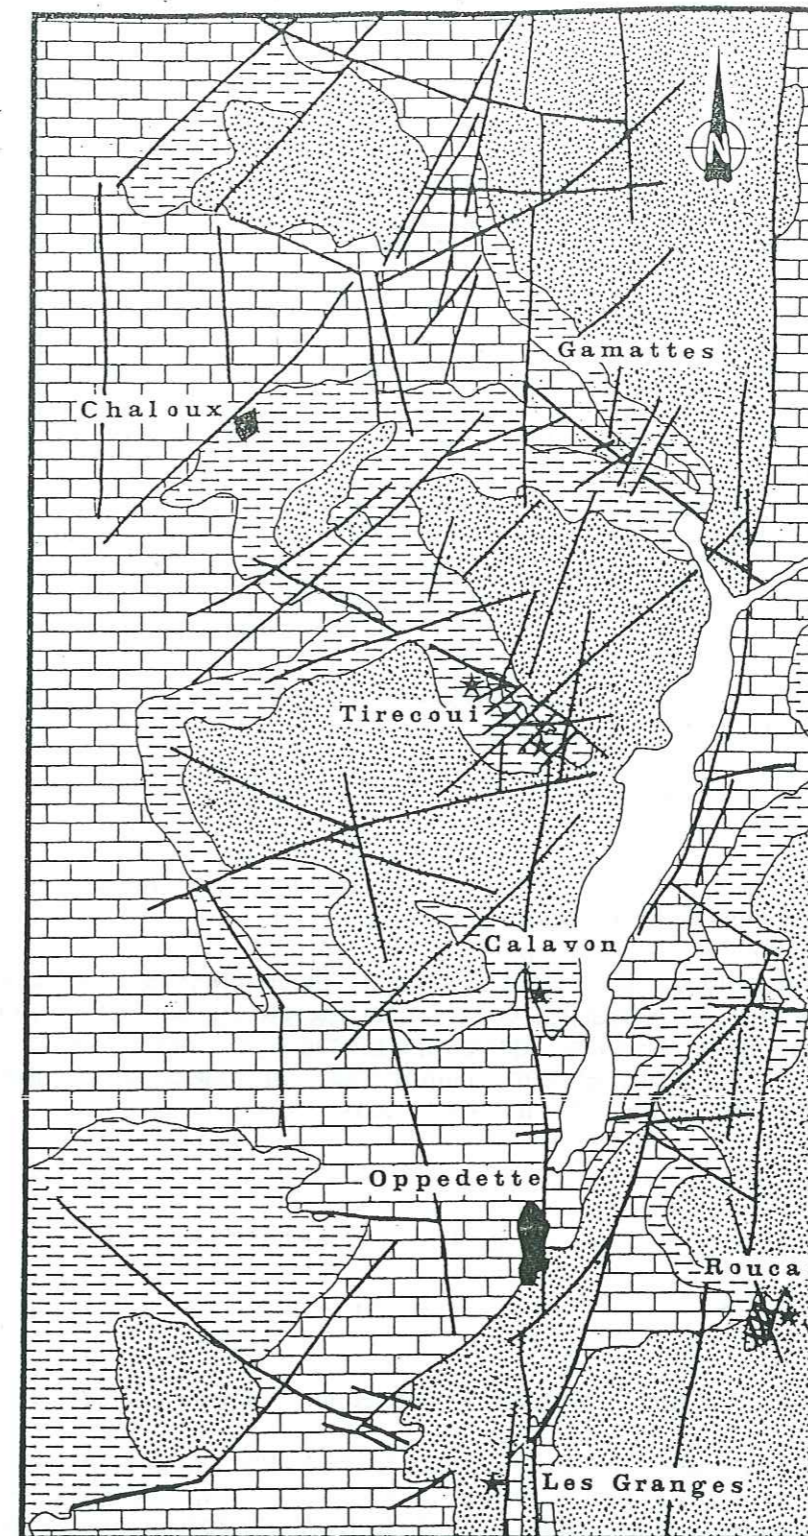 N
Gamattes
Chaloux
Tirecoui
Calavon
Oppedette
Rouca
Les Granges